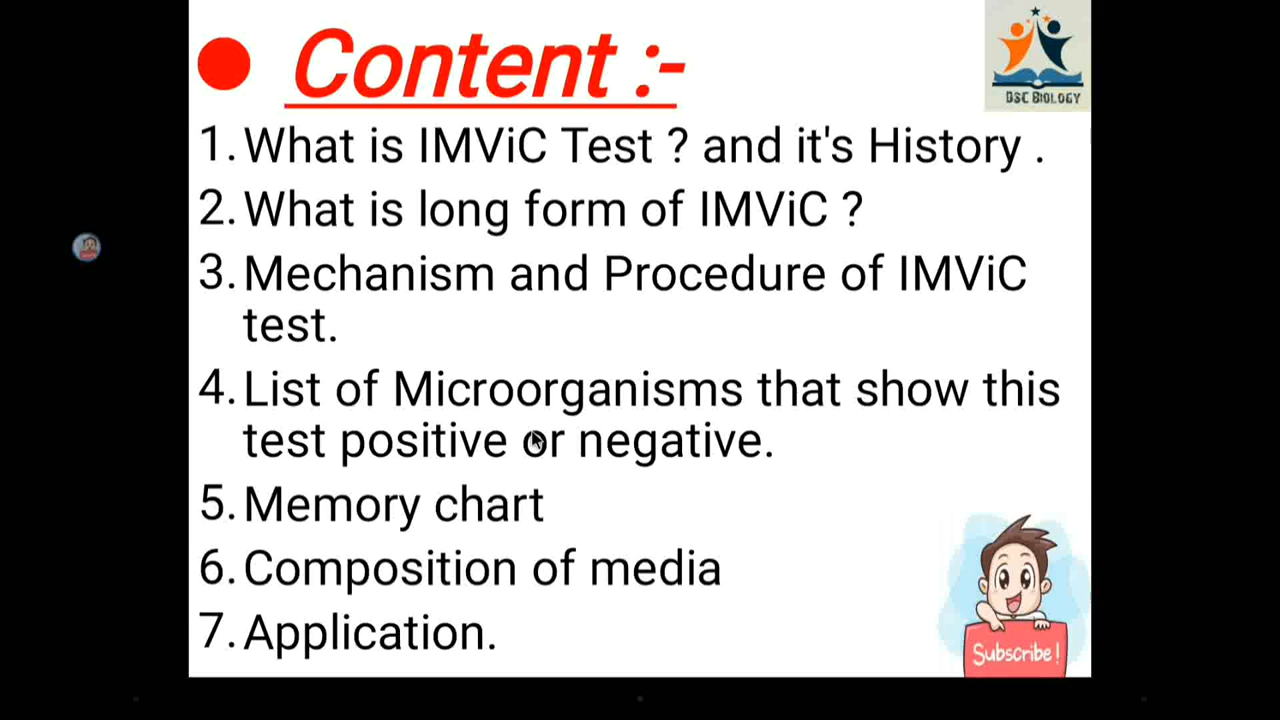 Content :-
BSC BIOLOGY
1. What is IMViC Test ? and it's History .
2. What is long form of IMViC ?
3. Mechanism and Procedure of IMViC
test.
4. List of Microorganisms that show this
test positive or negative.
5. Memory chart
6. Composition of media
7. Application.
Subscribe!